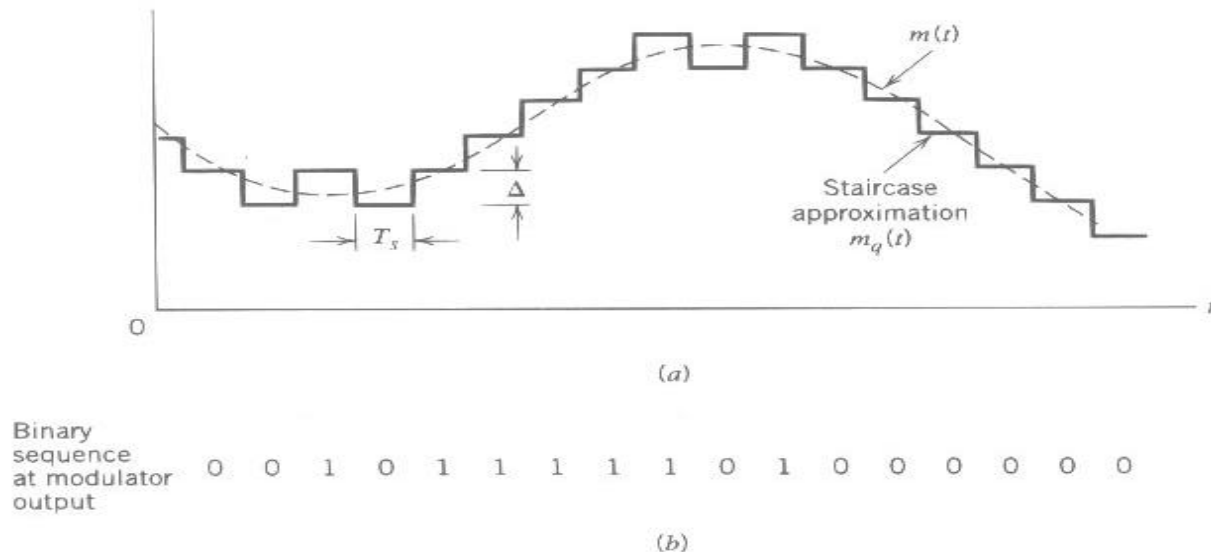 m(t)
Δ
T_s
Staircase
approximation
m_q(t)
O
t
(a)
Binary
sequence
at modulator
output
0 0 1 0 1 1 1 1 1 0 1 0 0 0 0 0 0
(b)